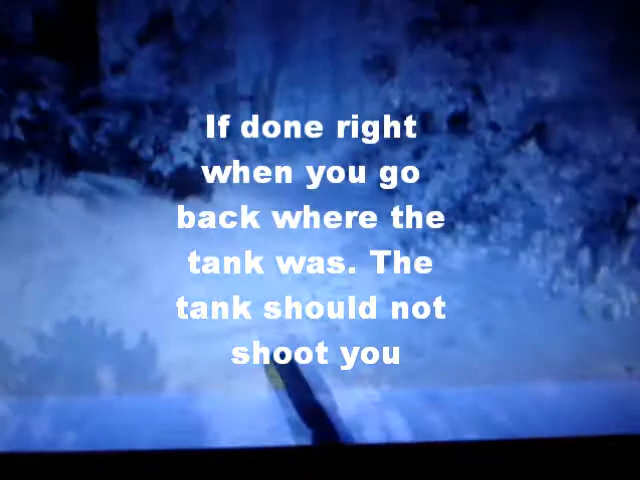 If done right
when you go
back where the
tank was. The
tank should not
shoot you